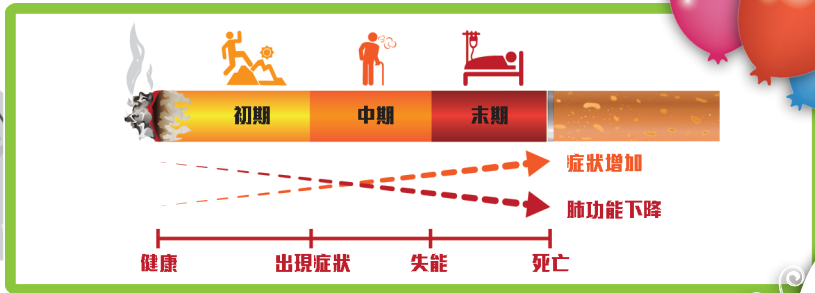 初期 中期 末期
症狀增加
肺功能下降
健康 出現症狀 失能 死亡